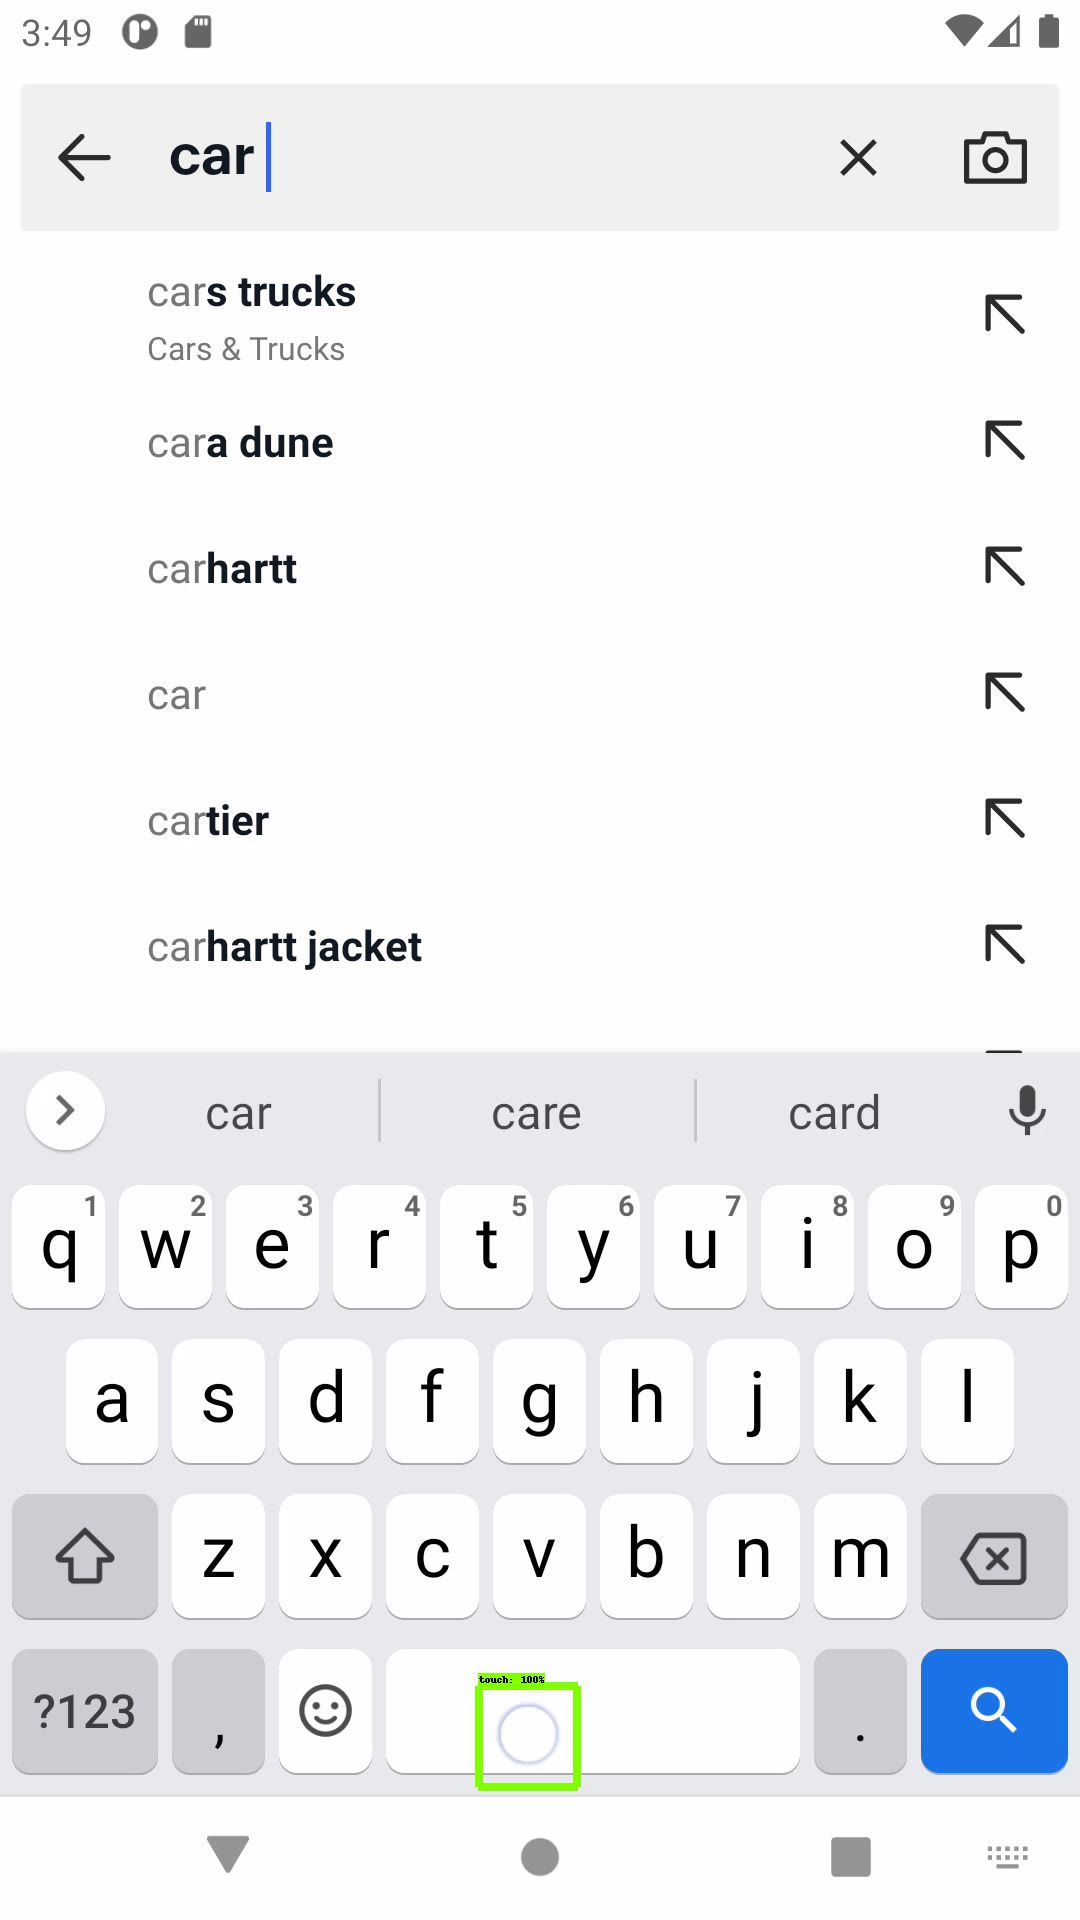 3:49
car
cars trucks
Cars & Trucks
cara dune
carhartt
car
cartier
carhartt jacket
car care card
1 2 3 4 5 6 7 8 9 0
q w e r t y u i o p
a s d f g h j k l
z x c v b n m
touch: 100%
?123 , .